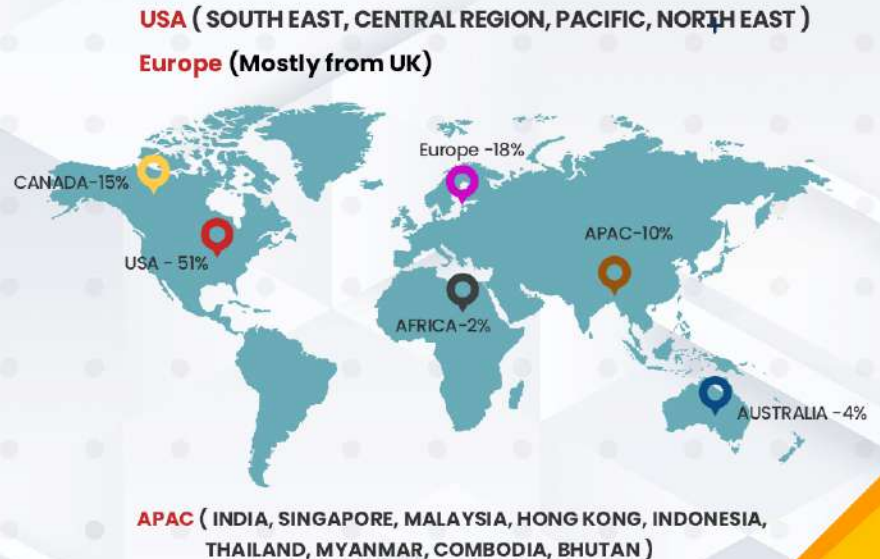 USA ( SOUTH EAST, CENTRAL REGION, PACIFIC, NORTH EAST )
Europe (Mostly from UK)
Europe -18%
CANADA-15%
APAC-10%
USA - 51%
AFRICA-2%
AUSTRALIA -4%
APAC ( INDIA, SINGAPORE, MALAYSIA, HONG KONG, INDONESIA,
THAILAND, MYANMAR, COMBODIA, BHUTAN )